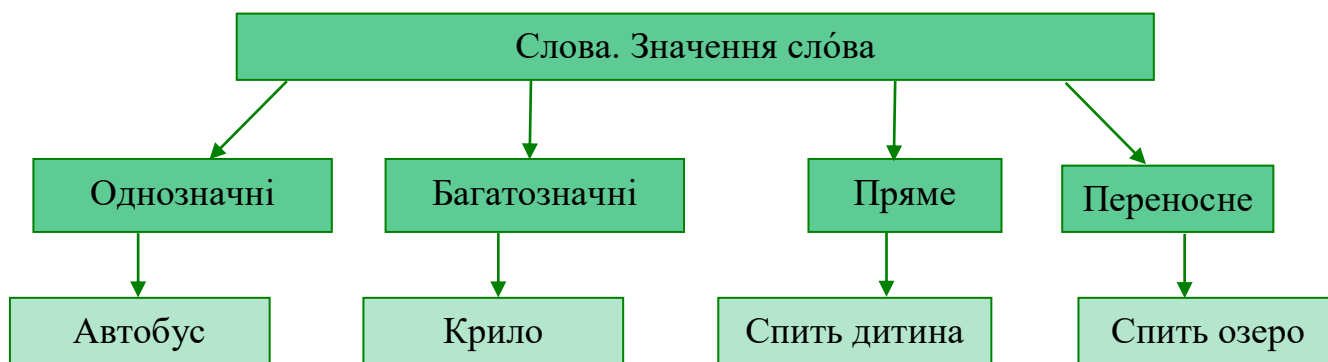 Слова. Значення сло́ва
Однозначні
Багатозначні
Пряме
Переносне
Автобус
Крило
Спить дитина
Спить озеро